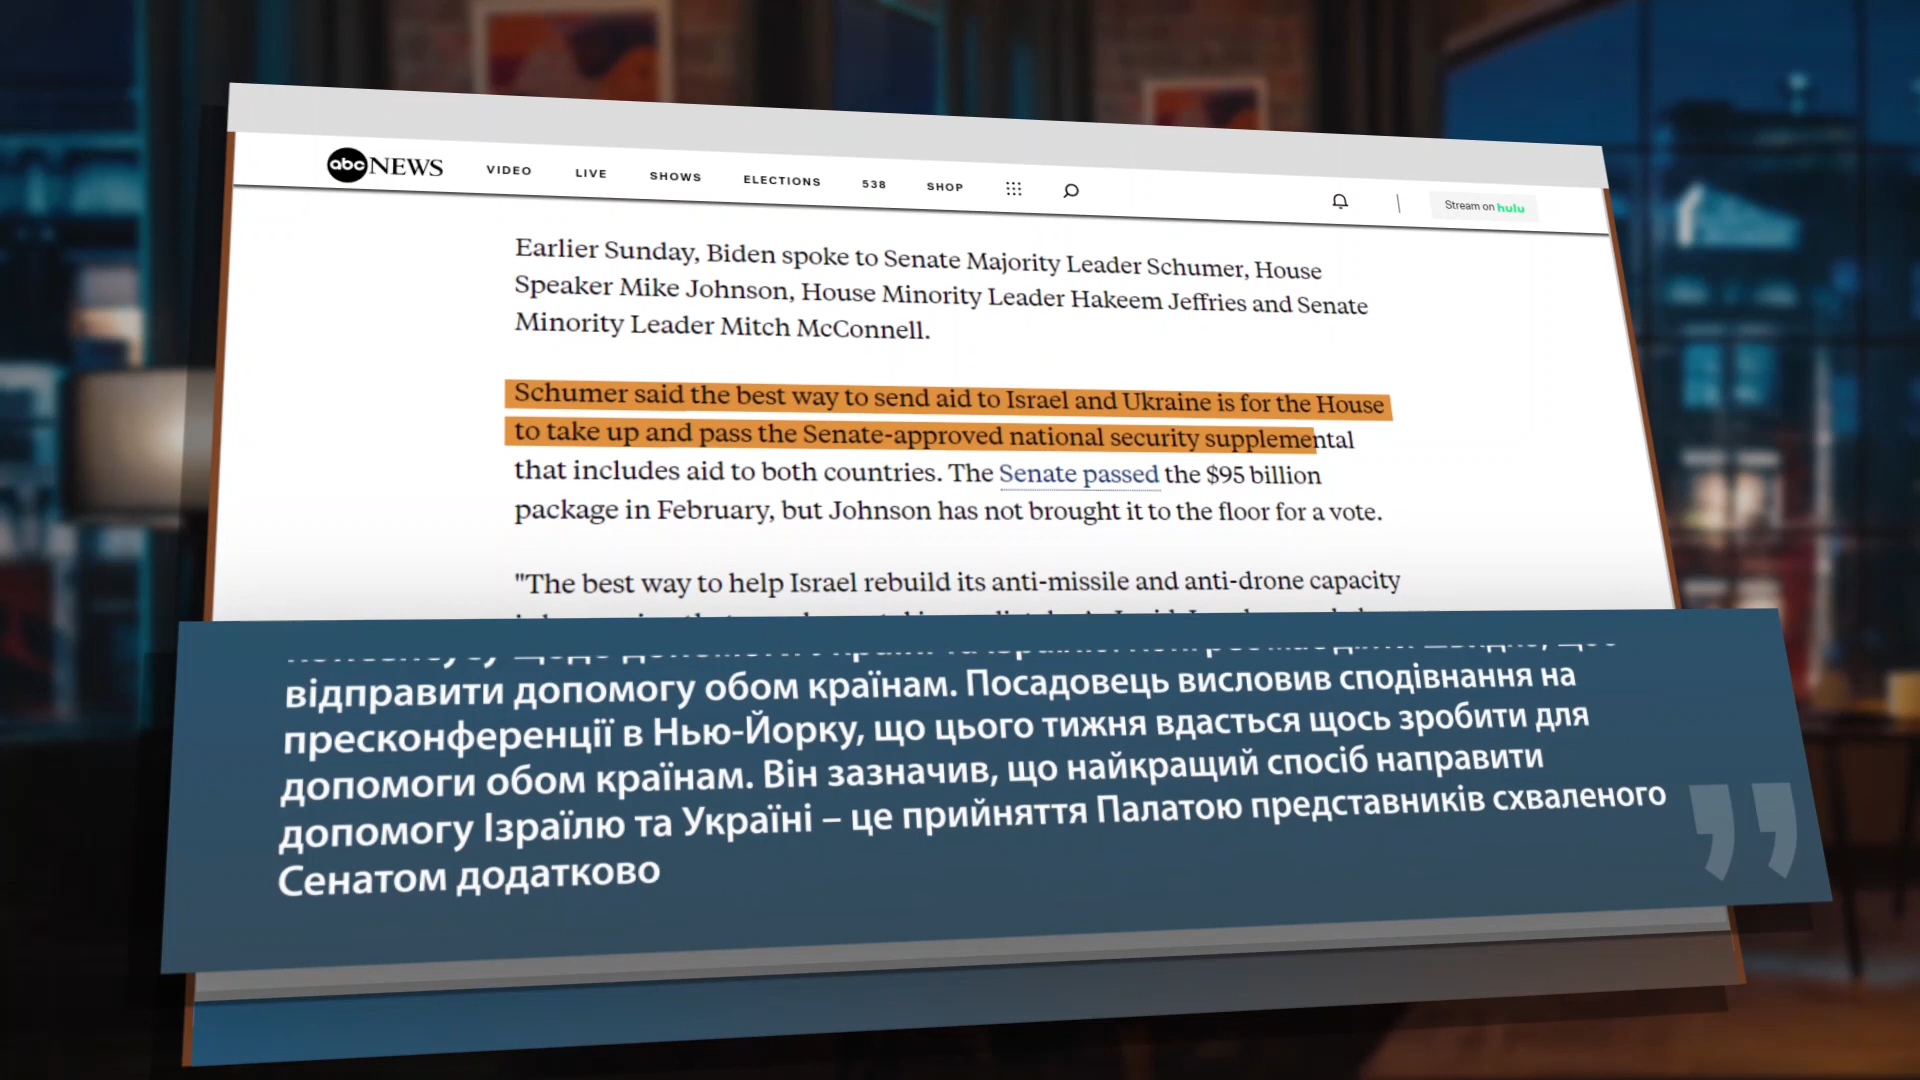 abc NEWS VIDEO LIVE SHOWS ELECTIONS 538 SHOP Stream on hulu
Earlier Sunday, Biden spoke to Senate Majority Leader Schumer, House
Speaker Mike Johnson, House Minority Leader Hakeem Jeffries and Senate
Minority Leader Mitch McConnell.
Schumer said the best way to send aid to Israel and Ukraine is for the House
to take up and pass the Senate-approved national security supplemental
that includes aid to both countries. The Senate passed the $95 billion
package in February, but Johnson has not brought it to the floor for a vote.
"The best way to help Israel rebuild its anti-missile and anti-drone capacity
відправити допомогу обом країнам. Посадовець висловив сподівання на
пресконференції в Нью-Йорку, що цього тижня вдасться щось зробити для
допомоги обом країнам. Він зазначив, що найкращий спосіб направити
допомогу Ізраїлю та Україні – це прийняття Палатою представників схваленого
Сенатом додатково